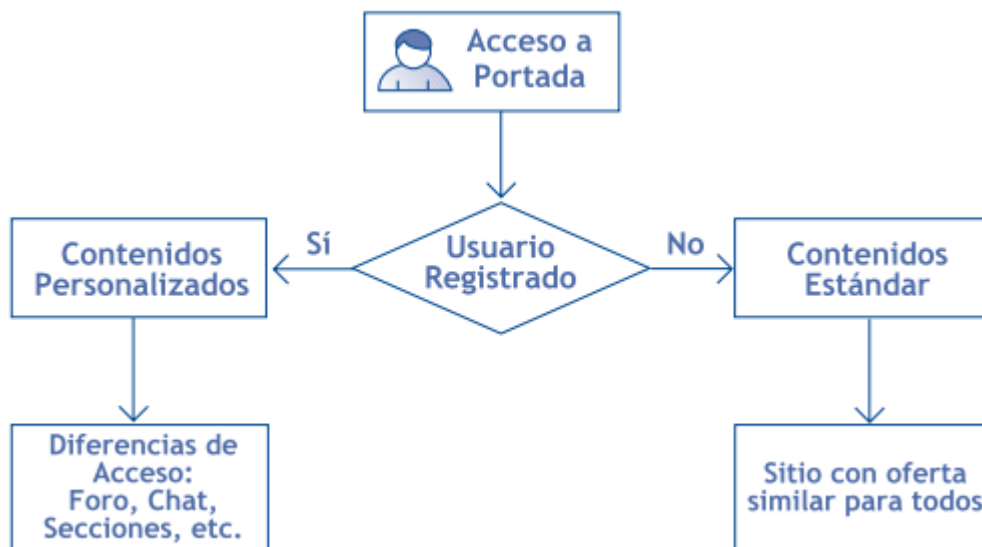 Acceso a
Portada
Usuario
Registrado
Sí
No
Contenidos
Personalizados
Contenidos
Estándar
Diferencias de
Acceso:
Foro, Chat,
Secciones, etc.
Sitio con oferta
similar para todos